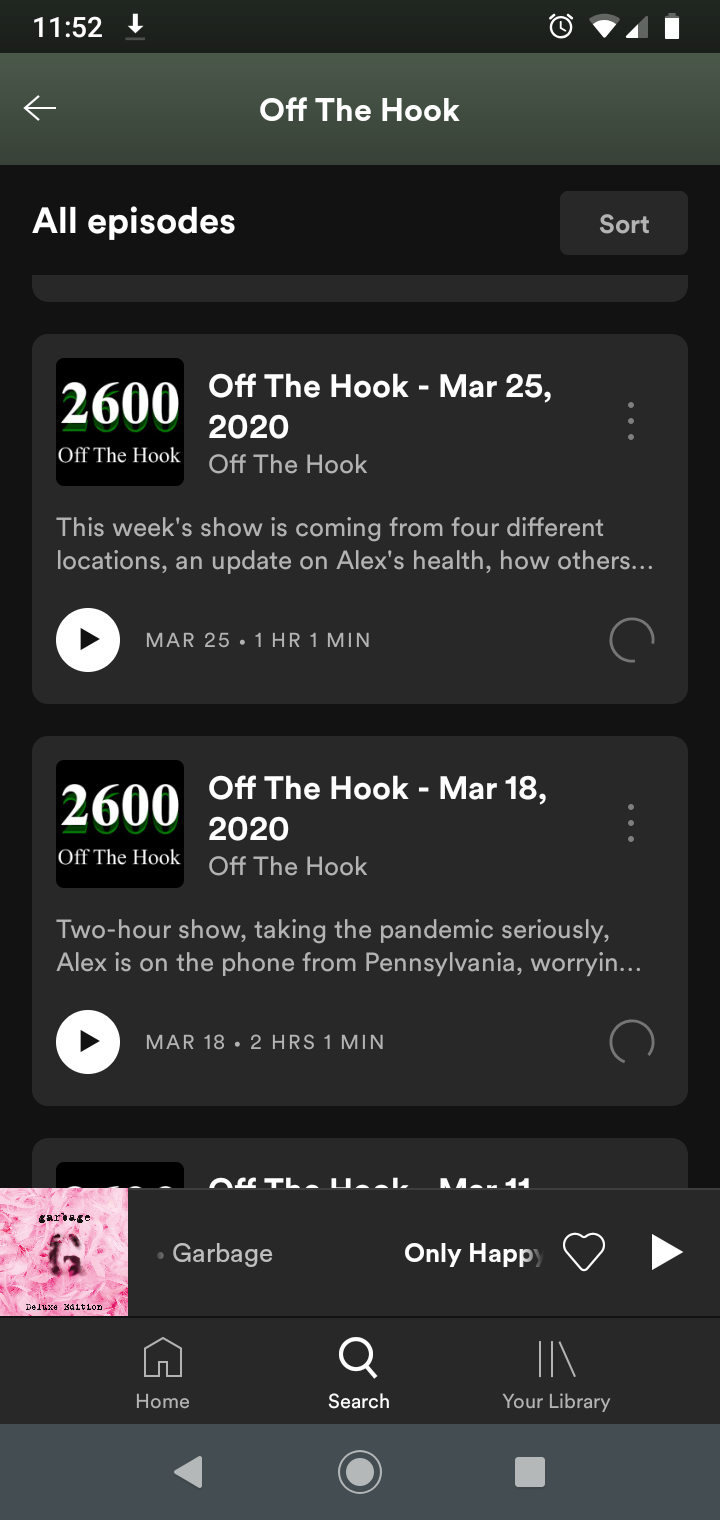 11:52
Off The Hook
All episodes
Sort
2600
Off The Hook
Off The Hook - Mar 25,
2020
Off The Hook
This week's show is coming from four different
locations, an update on Alex's health, how others...
MAR 25 • 1 HR 1 MIN
2600
Off The Hook
Off The Hook - Mar 18,
2020
Off The Hook
Two-hour show, taking the pandemic seriously,
Alex is on the phone from Pennsylvania, worryin...
MAR 18 • 2 HRS 1 MIN
Off The Hook - Mar 11
garbage
G
Deluxe Edition
• Garbage
Only Happy
Home
Search
Your Library